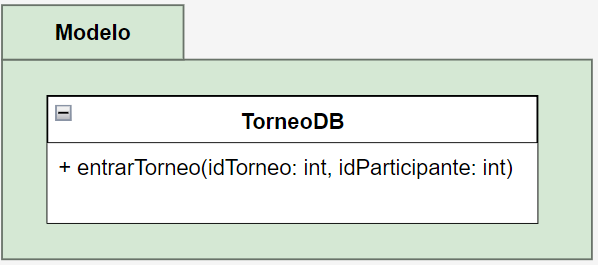 Modelo
TorneoDB
+ entrarTorneo(idTorneo: int, idParticipante: int)